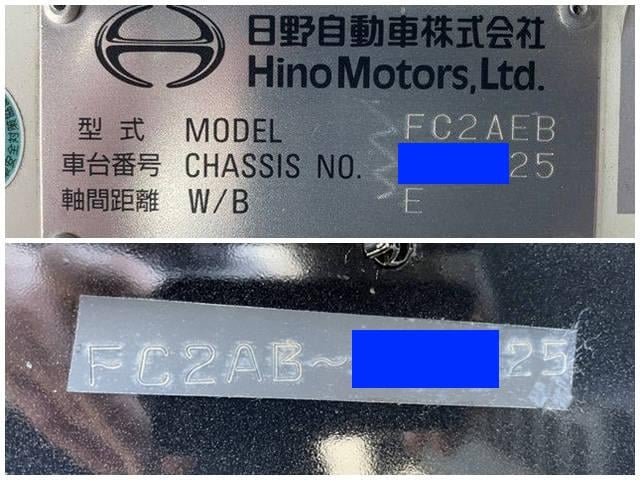 日野自動車株式会社
Hino Motors, Ltd.
型式 MODEL FC2AEB
車台番号 CHASSIS NO. 25
軸間距離 W/B E
FC2AB~ 25